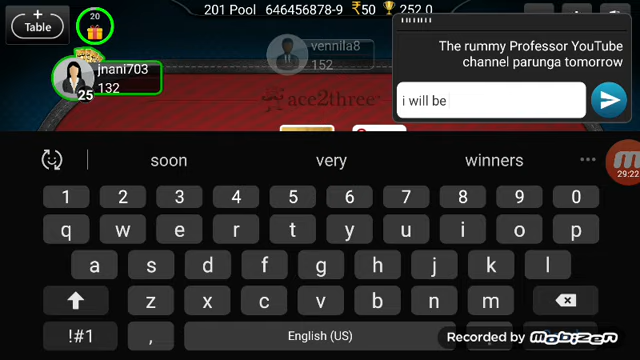 +
Table
20
201 Pool 646456878-9 ₹50 252.0
jnani703
132
25
vennila8
152
ace2three
The rummy Professor YouTube
channel parunga tomorrow
i will be
29:22
soon very winners
1 2 3 4 5 6 7 8 9 0
q w e r t y u i o p
a s d f g h j k l
z x c v b n m
!#1 , English (US)
Recorded by MOBIZEN